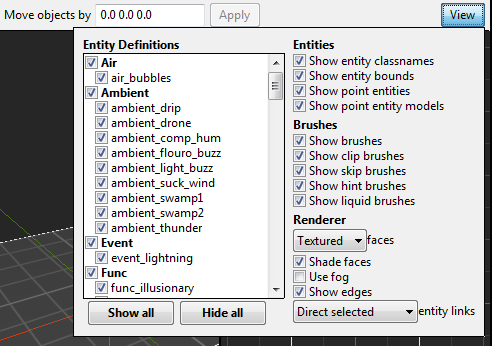 Move objects by 0.0 0.0 0.0 Apply View
Entity Definitions
Air
air_bubbles
Ambient
ambient_drip
ambient_drone
ambient_comp_hum
ambient_flouro_buzz
ambient_light_buzz
ambient_suck_wind
ambient_swamp1
ambient_swamp2
ambient_thunder
Event
event_lightning
Func
func_illusionary
Show all Hide all
Entities
Show entity classnames
Show entity bounds
Show point entities
Show point entity models
Brushes
Show brushes
Show clip brushes
Show skip brushes
Show hint brushes
Show liquid brushes
Renderer
Textured faces
Shade faces
Use fog
Show edges
Direct selected entity links